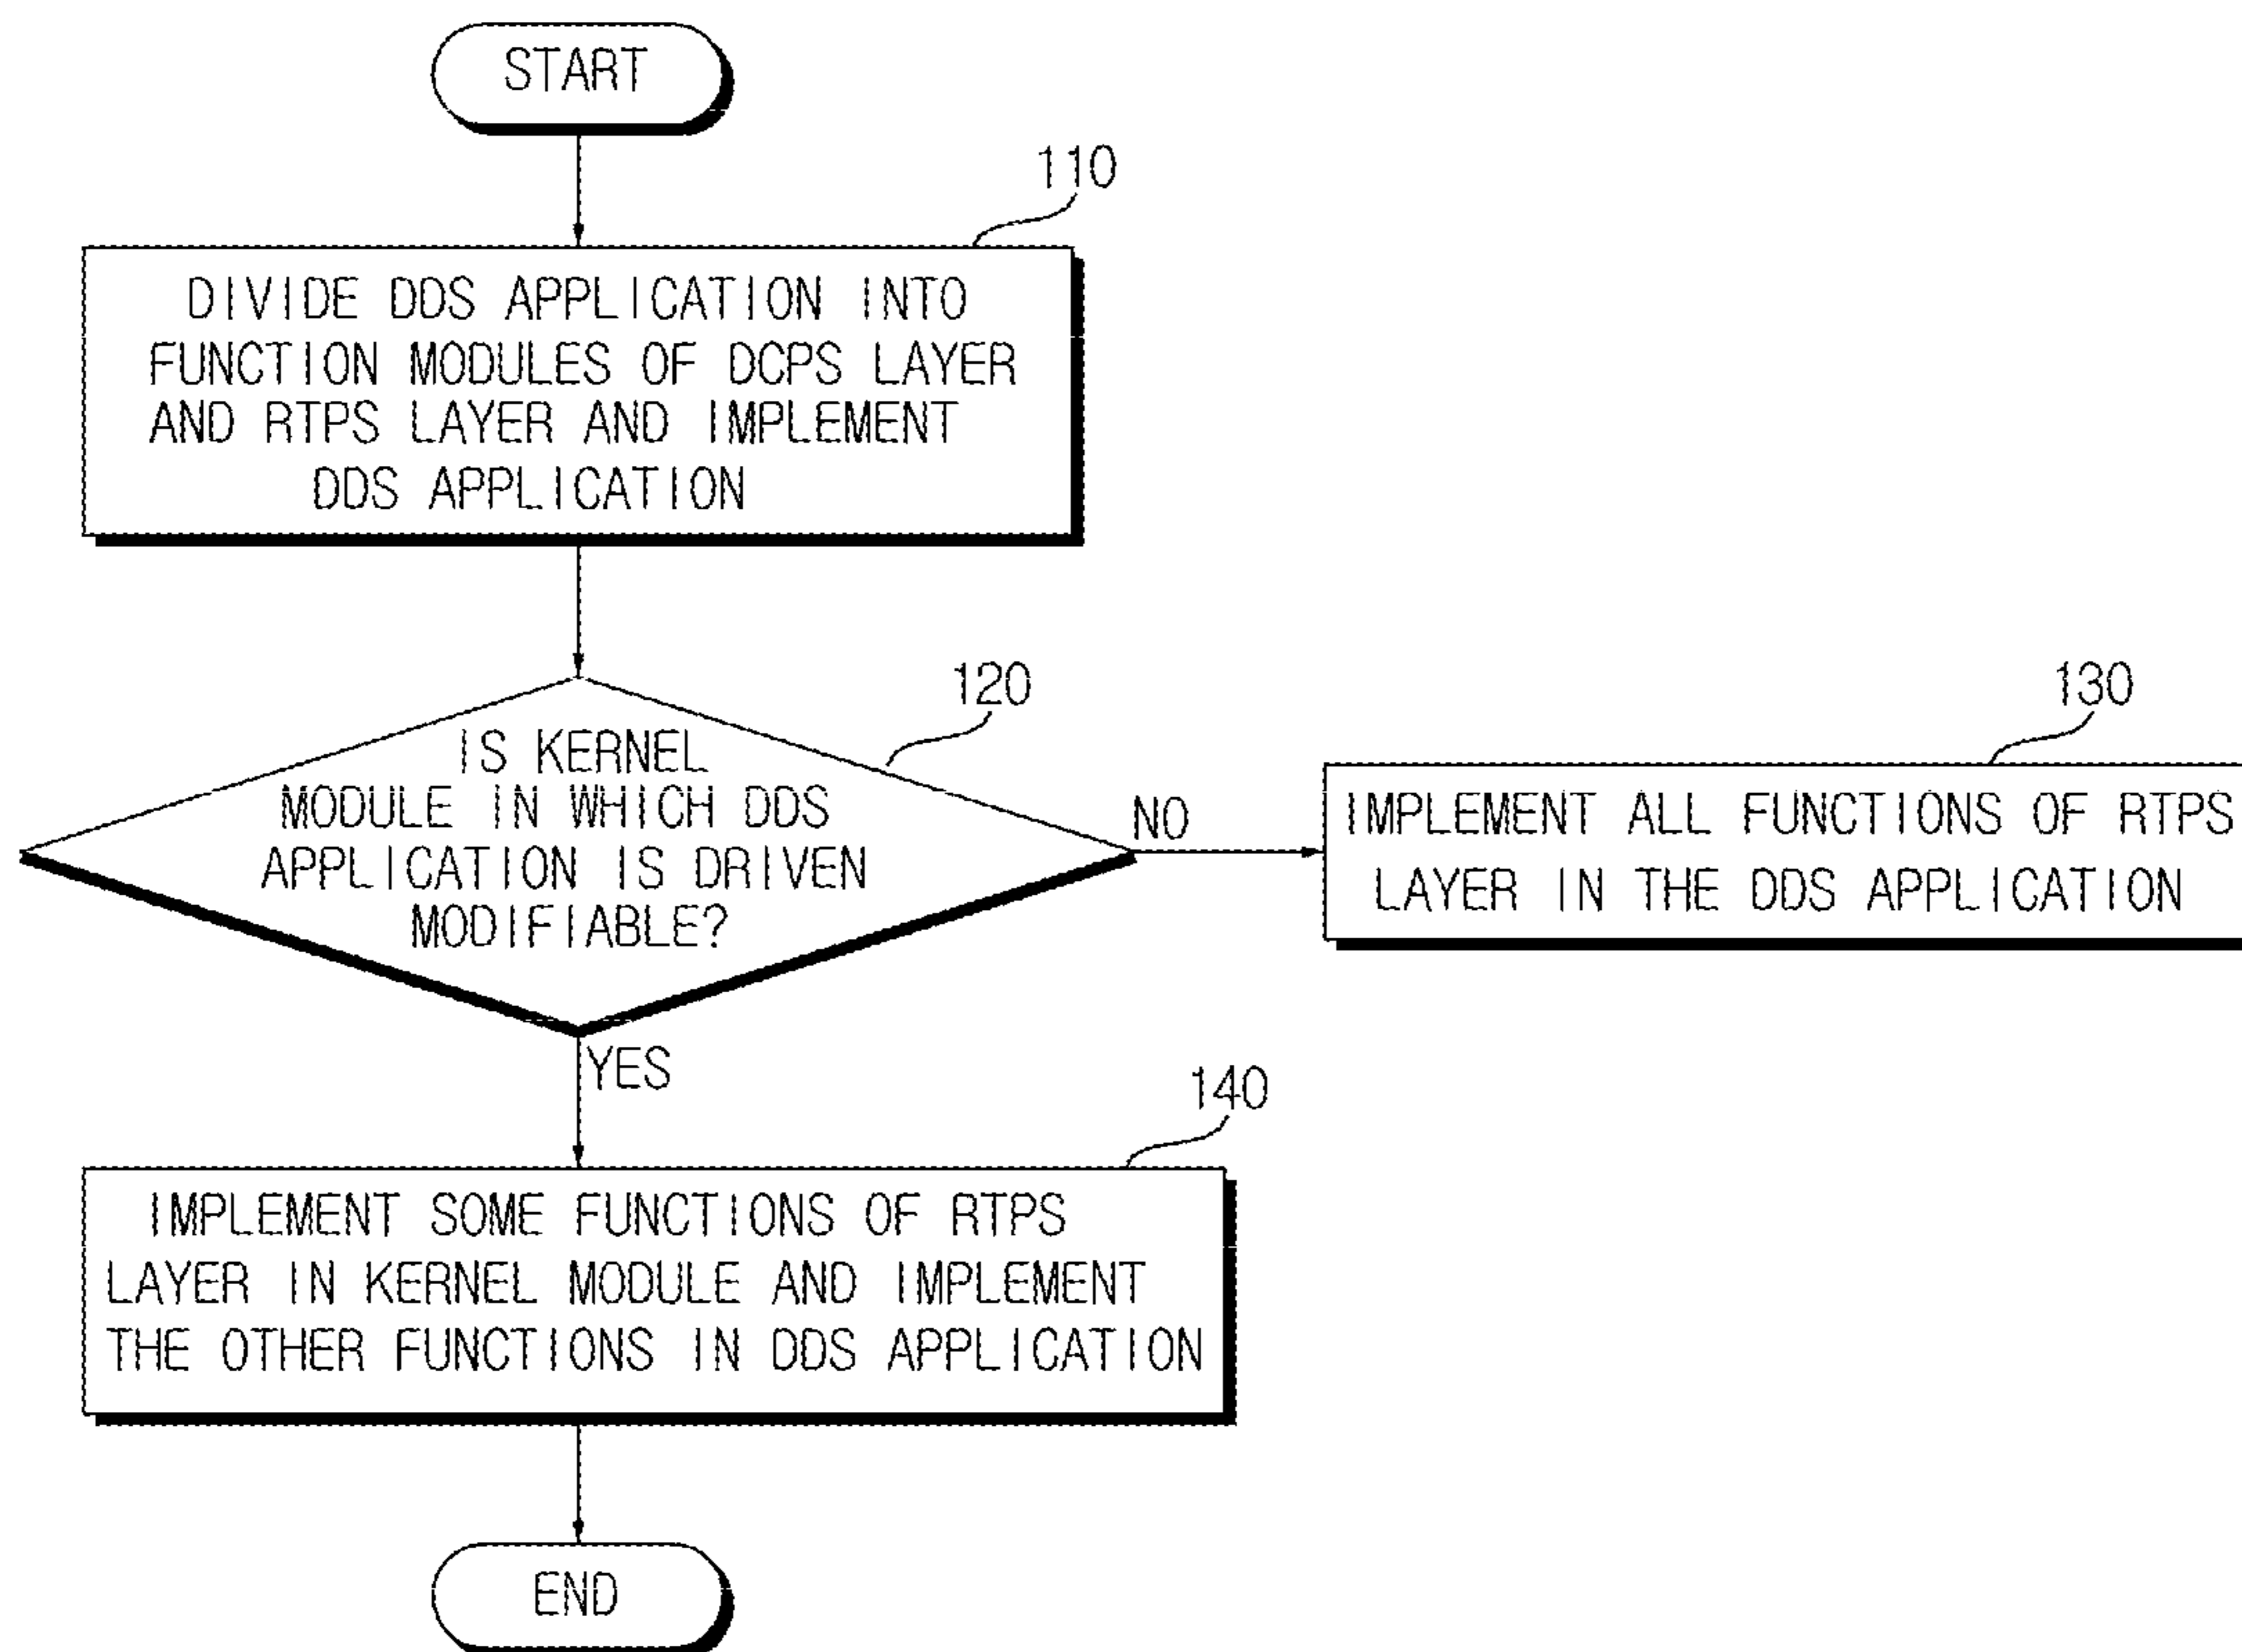 START
110
DIVIDE DDS APPLICATION INTO
FUNCTION MODULES OF DCPS LAYER
AND RTPS LAYER AND IMPLEMENT
DDS APPLICATION
120
IS KERNEL
MODULE IN WHICH DDS
APPLICATION IS DRIVEN
MODIFIABLE?
NO
130
IMPLEMENT ALL FUNCTIONS OF RTPS
LAYER IN THE DDS APPLICATION
YES
140
IMPLEMENT SOME FUNCTIONS OF RTPS
LAYER IN KERNEL MODULE AND IMPLEMENT
THE OTHER FUNCTIONS IN DDS APPLICATION
END